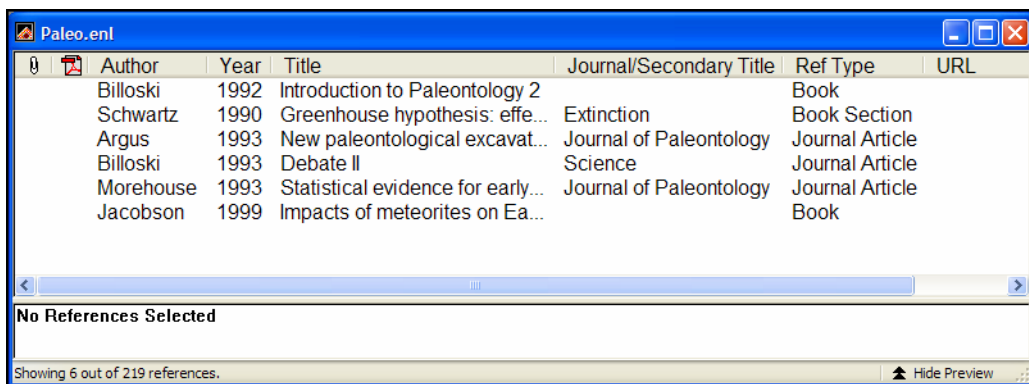 Paleo.enl
Author Year Title Journal/Secondary Title Ref Type URL
Billoski 1992 Introduction to Paleontology 2 Book
Schwartz 1990 Greenhouse hypothesis: effe... Extinction Book Section
Argus 1993 New paleontological excavat... Journal of Paleontology Journal Article
Billoski 1993 Debate II Science Journal Article
Morehouse 1993 Statistical evidence for early... Journal of Paleontology Journal Article
Jacobson 1999 Impacts of meteorites on Ea... Book
No References Selected
Showing 6 out of 219 references. Hide Preview